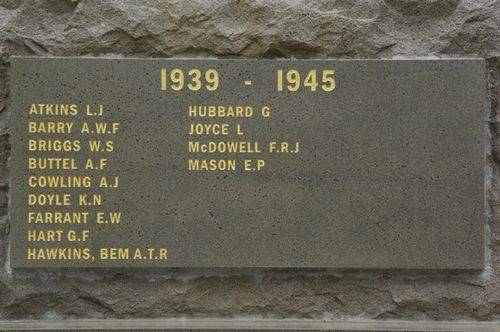 1939 - 1945
ATKINS L.J
BARRY A.W.F
BRIGGS W.S
BUTTEL A.F
COWLING A.J
DOYLE K.N
FARRANT E.W
HART G.F
HAWKINS, BEM A.T.R
HUBBARD G
JOYCE L
McDOWELL F.R.J
MASON E.P